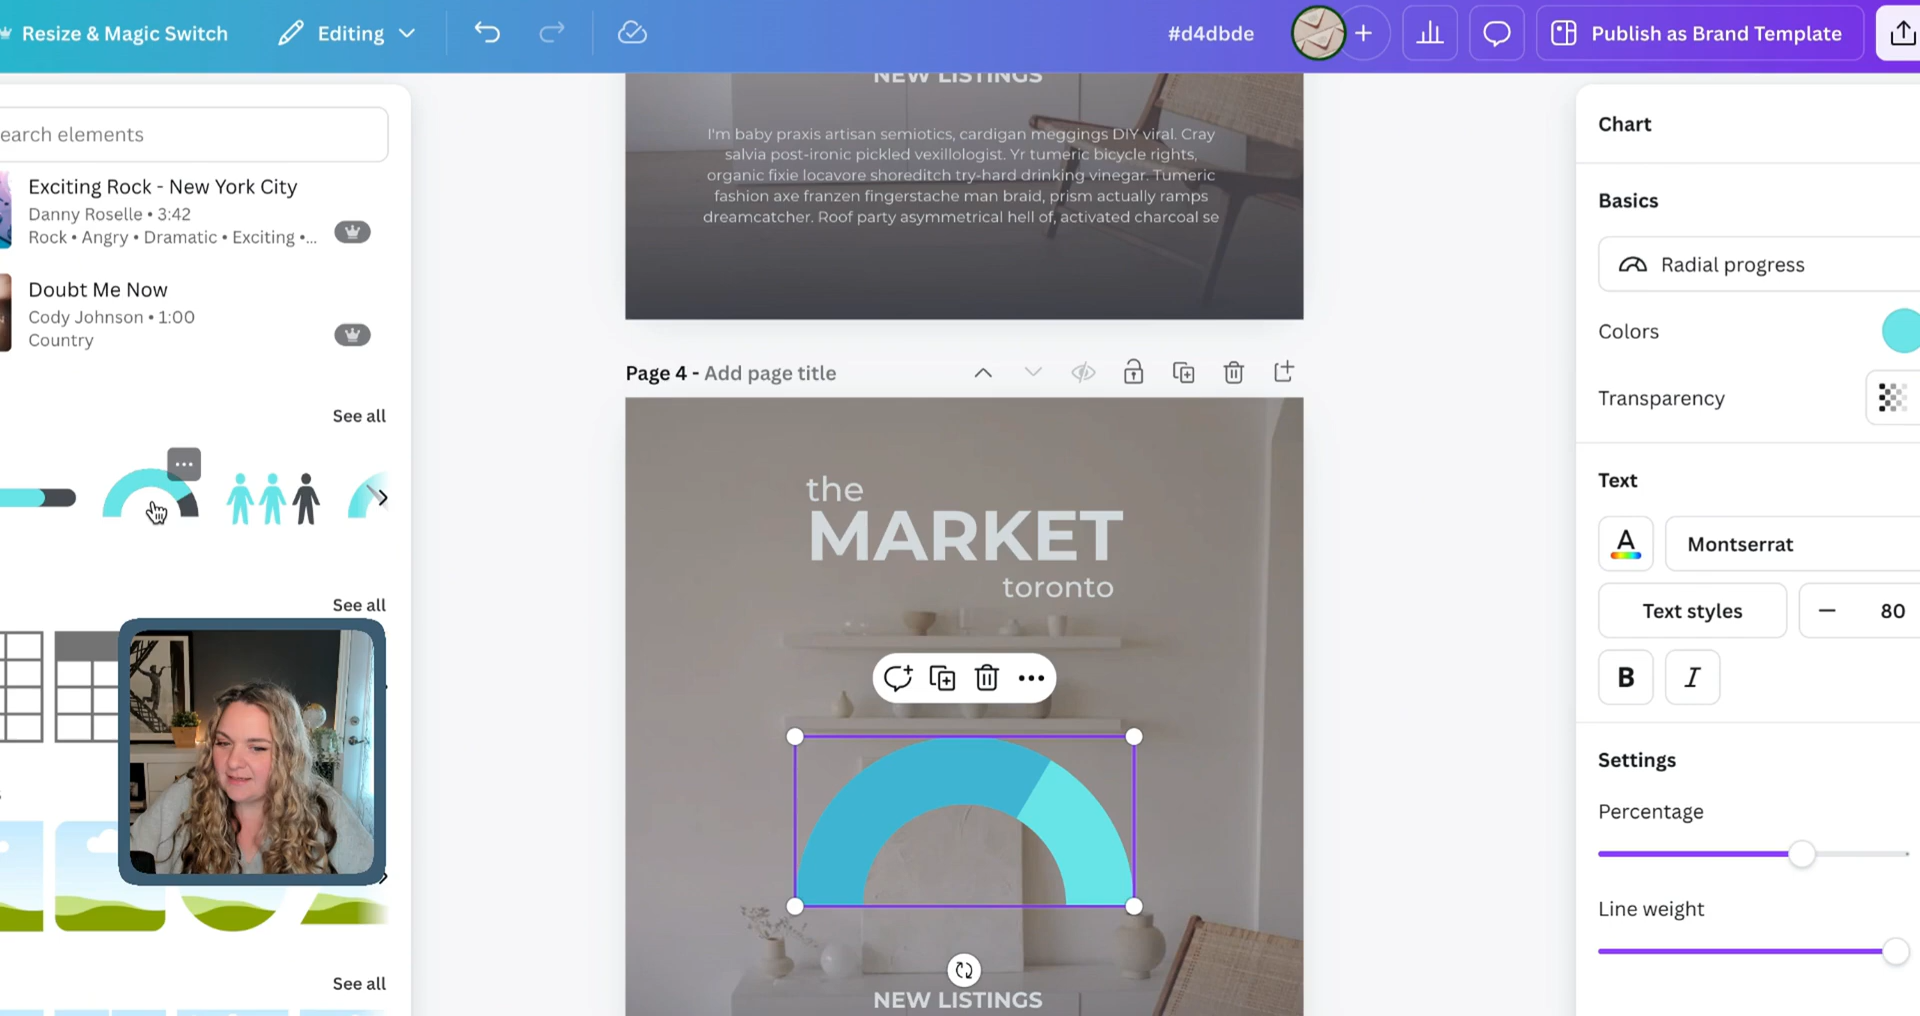 Resize & Magic Switch
Editing
#d4dbde
Publish as Brand Template
earch elements
Exciting Rock - New York City
Danny Roselle • 3:42
Rock • Angry • Dramatic • Exciting •...
Doubt Me Now
Cody Johnson • 1:00
Country
See all
See all
See all
NEW LISTINGS
I'm baby praxis artisan semiotics, cardigan meggings DIY viral. Cray
salvia post-ironic pickled vexillologist. Yr tumeric bicycle rights,
organic fixie locavore shoreditch try-hard drinking vinegar. Tumeric
fashion axe franzen fingerstache man braid, prism actually ramps
dreamcatcher. Roof party asymmetrical hell of, activated charcoal se
Page 4 - Add page title
the
MARKET
toronto
NEW LISTINGS
Chart
Basics
Radial progress
Colors
Transparency
Text
A Montserrat
Text styles
80
B I
Settings
Percentage
Line weight